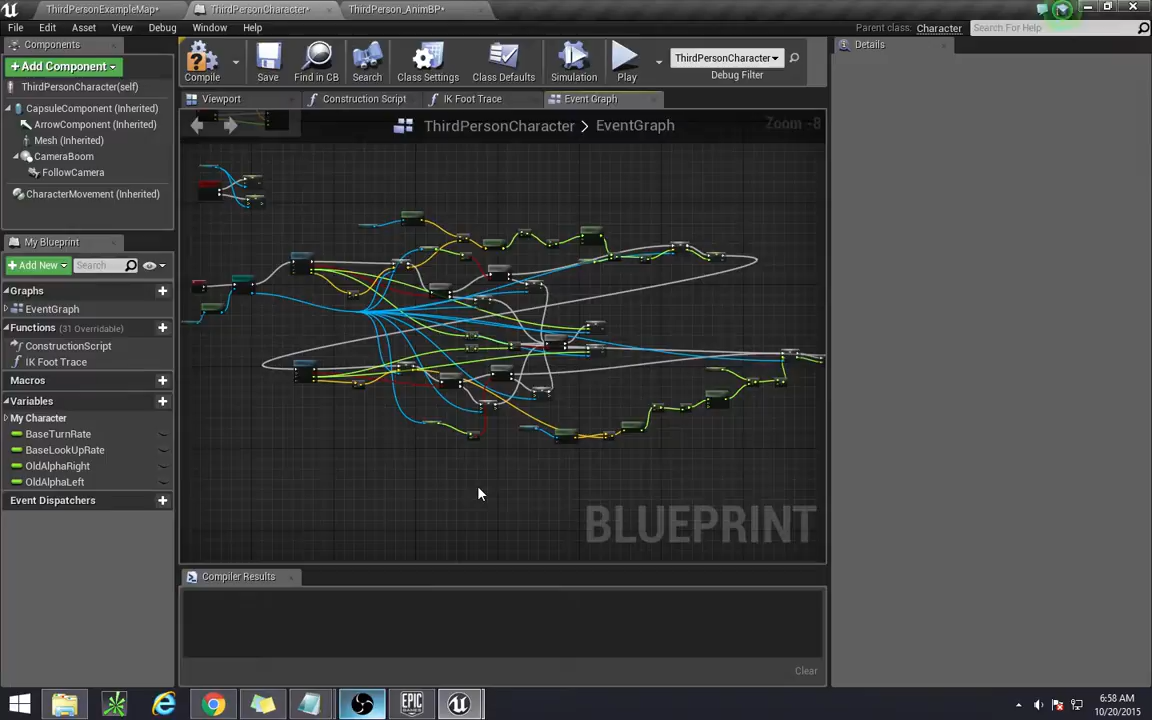 ThirdPersonExampleMap*
ThirdPersonCharacter*
ThirdPerson_AnimBP*
File Edit Asset View Debug Window Help
Parent class: Character
Search For Help
Components
+Add Component
ThirdPersonCharacter(self)
CapsuleComponent (Inherited)
ArrowComponent (Inherited)
Mesh (Inherited)
CameraBoom
FollowCamera
CharacterMovement (Inherited)
Compile
Save
Find in CB
Search
Class Settings
Class Defaults
Simulation
Play
ThirdPersonCharacter
Debug Filter
Details
Viewport
Construction Script
IK Foot Trace
Event Graph
ThirdPersonCharacter > EventGraph
Zoom -8
My Blueprint
+Add New
Search
Graphs
EventGraph
Functions (31 Overridable)
ConstructionScript
IK Foot Trace
Macros
Variables
My Character
BaseTurnRate
BaseLookUpRate
OldAlphaRight
OldAlphaLeft
Event Dispatchers
BLUEPRINT
Compiler Results
Clear
EPIC
GAMES
6:58 AM
10/20/2015